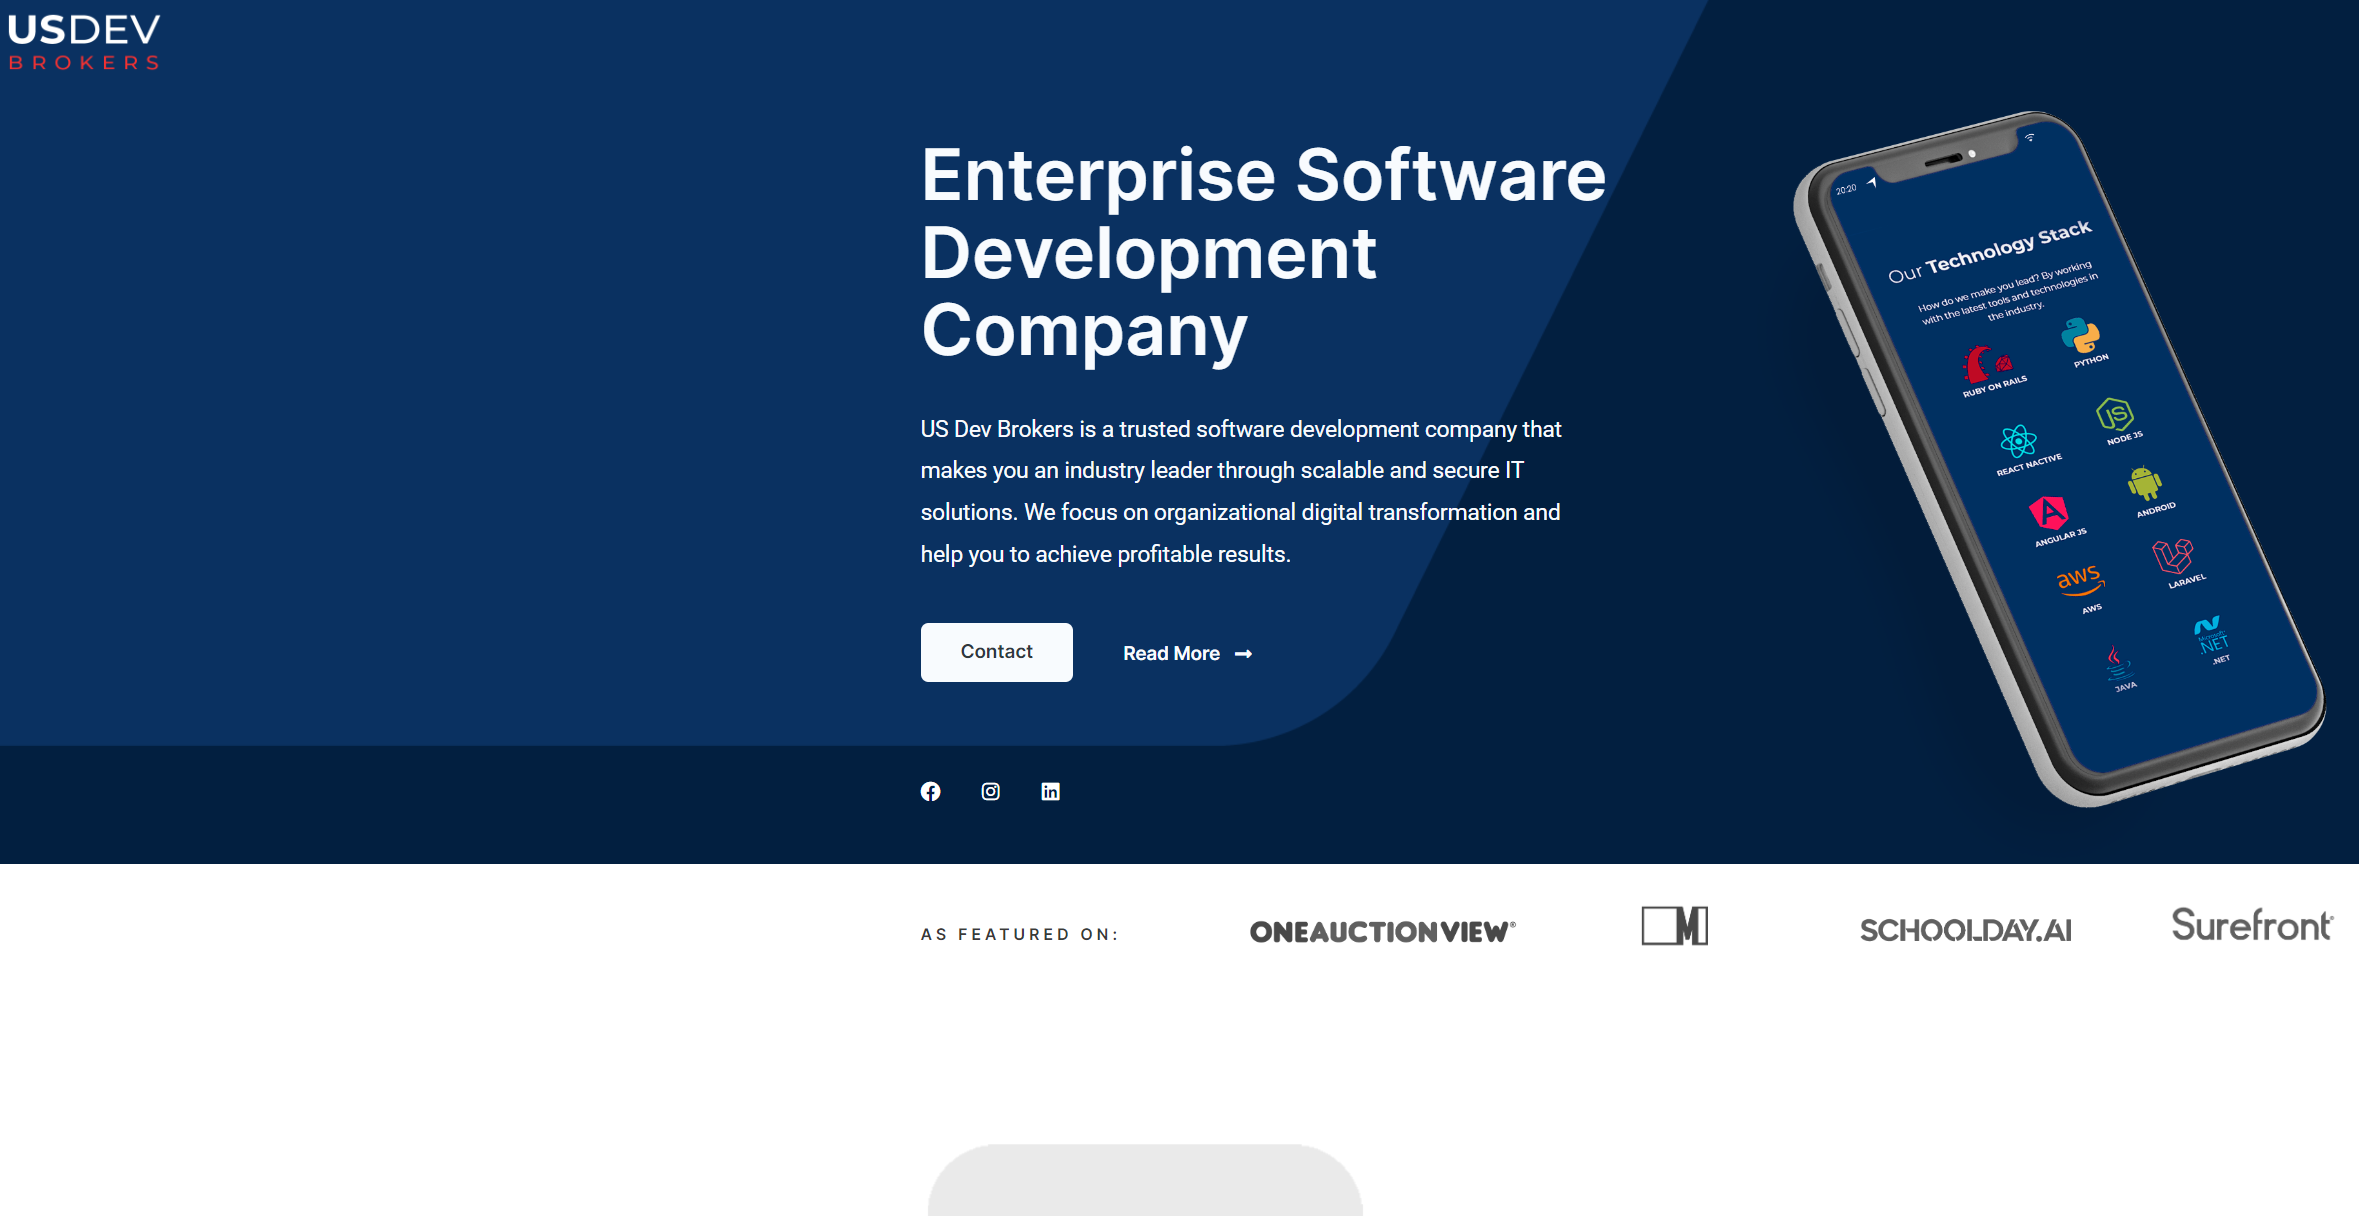 USDEV
BROKERS
Enterprise Software
Development
Company
US Dev Brokers is a trusted software development company that
makes you an industry leader through scalable and secure IT
solutions. We focus on organizational digital transformation and
help you to achieve profitable results.
Contact
Read More
20:20
Our Technology Stack
How do we make you lead? By working
with the latest tools and technologies in
the industry.
RUBY ON RAILS
PYTHON
REACT NACTIVE
JS
NODE JS
A
ANGULAR JS
ANDROID
aws
AWS
LARAVEL
JAVA
Microsoft
.NET
.NET
in
AS FEATURED ON:
ONEAUCTIONVIEW®
M
SCHOOLDAY.AI
Surefront®